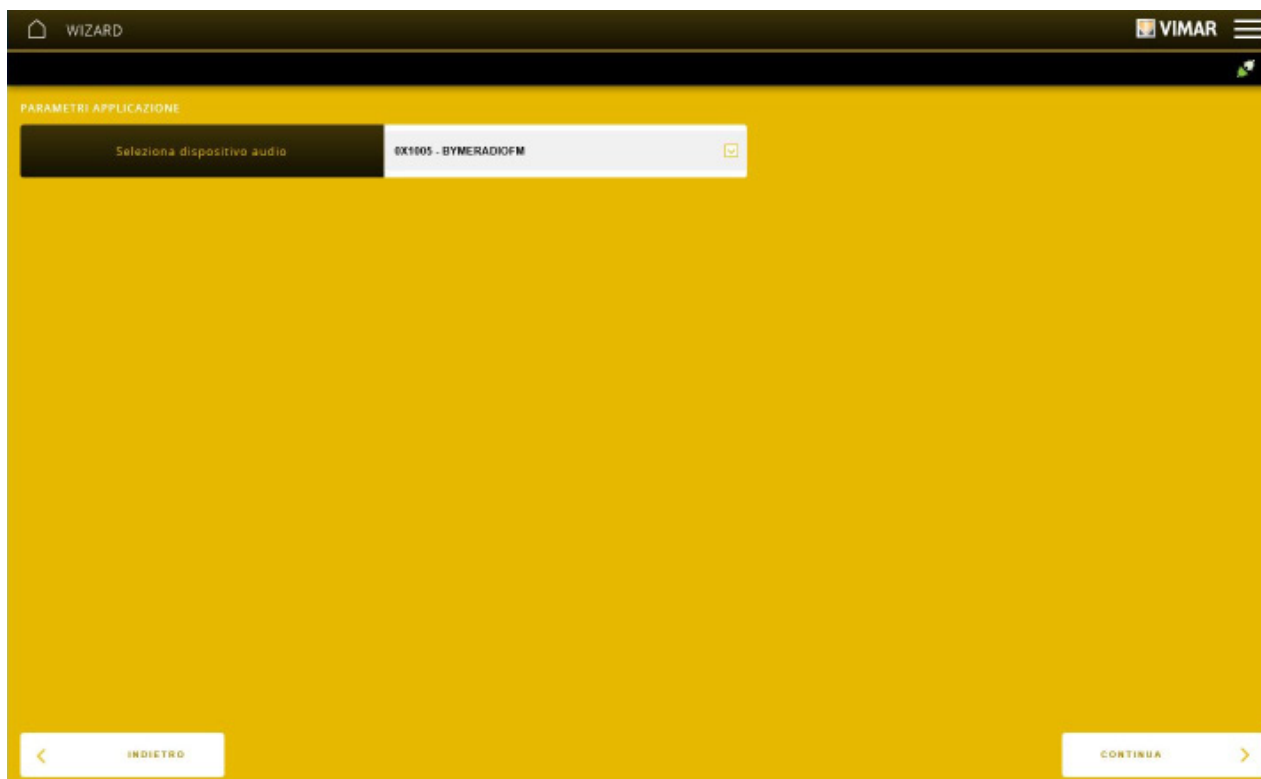 WIZARD
VIMAR
PARAMETRI APPLICAZIONE
Seleziona dispositivo audio
0X1005 - BYMERADIOFM
INDIETRO
CONTINUA